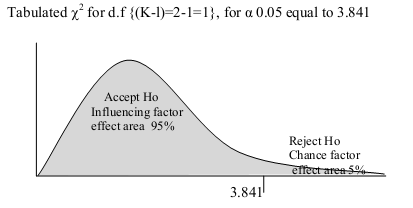 Tabulated χ² for d.f {(K-l)=2-1=1}, for α 0.05 equal to 3.841
Accept Ho
Influencing factor
effect area 95%
Reject Ho
Chance factor
effect area 5%
3.841